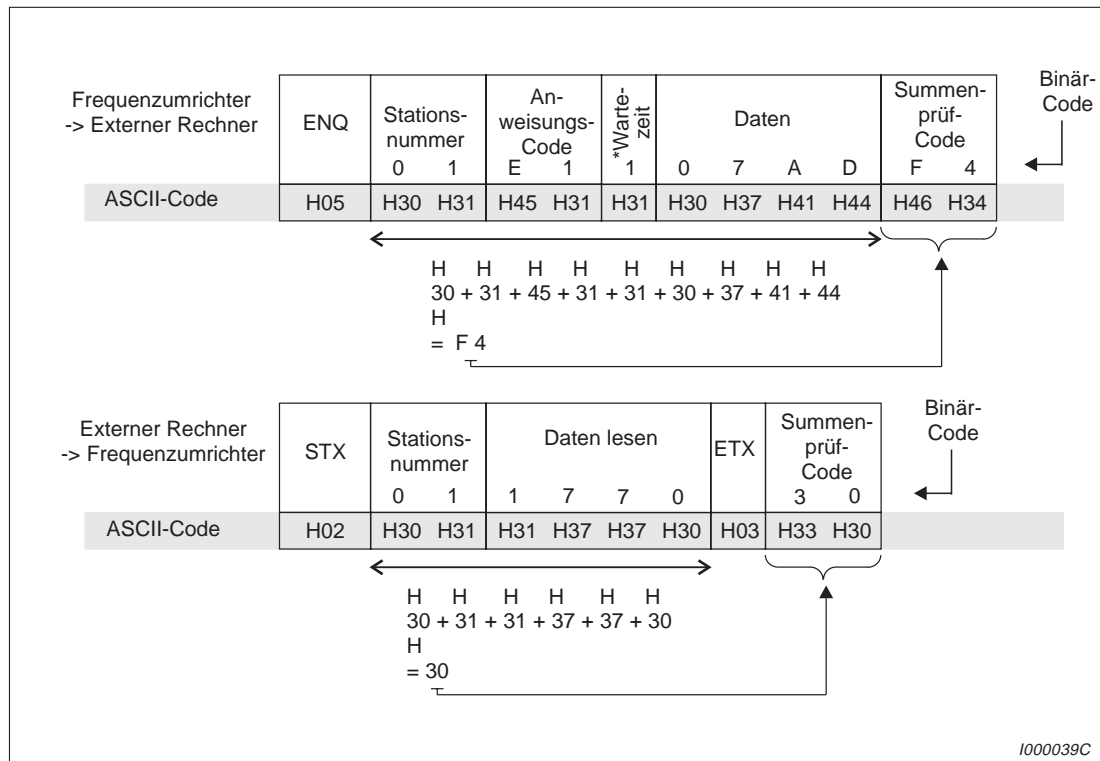 Frequenzumrichter
-> Externer Rechner
ENQ
Stations-
nummer
0 1
An-
weisungs-
Code
E 1
*Warte-
zeit
1
Daten
0 7 A D
Summen-
prüf-
Code
F 4
Binär-
Code
ASCII-Code H05 H30 H31 H45 H31 H31 H30 H37 H41 H44 H46 H34
H H H H H H H H H
30 + 31 + 45 + 31 + 31 + 30 + 37 + 41 + 44
H
= F 4
Externer Rechner
-> Frequenzumrichter
STX
Stations-
nummer
0 1
Daten lesen
1 7 7 0
ETX
Summen-
prüf-
Code
3 0
Binär-
Code
ASCII-Code H02 H30 H31 H31 H37 H37 H30 H03 H33 H30
H H H H H H
30 + 31 + 31 + 37 + 37 + 30
H
= 30
I000039C